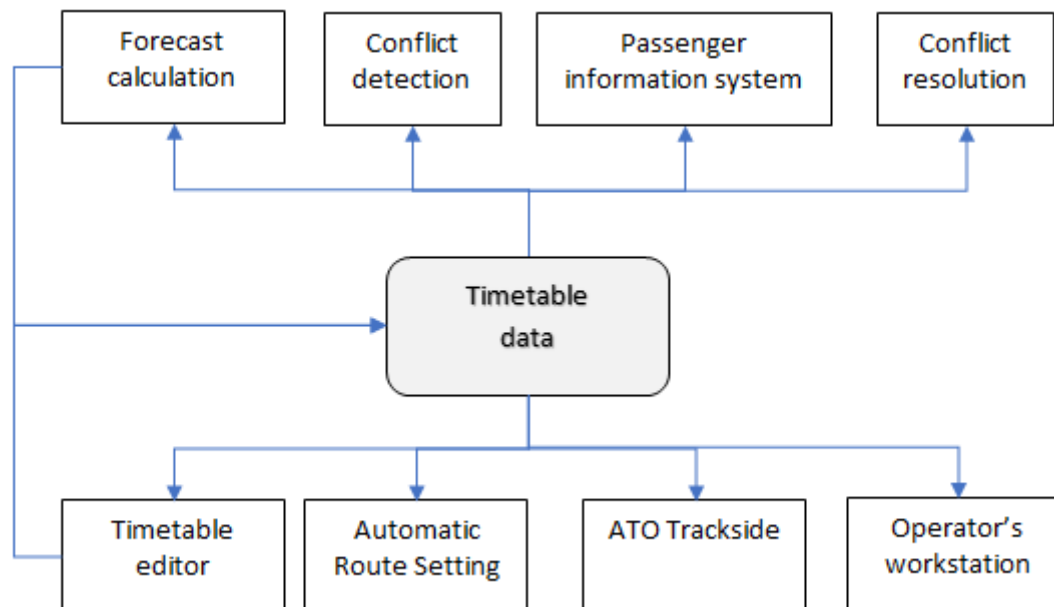 Forecast
calculation
Conflict
detection
Passenger
information system
Conflict
resolution
Timetable
data
Timetable
editor
Automatic
Route Setting
ATO Trackside
Operator’s
workstation